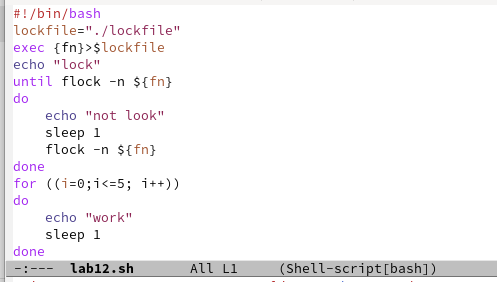 #!/bin/bash
lockfile="./lockfile"
exec {fn}>$lockfile
echo "lock"
until flock -n ${fn}
do
    echo "not look"
    sleep 1
    flock -n ${fn}
done
for ((i=0;i<=5; i++))
do
    echo "work"
    sleep 1
done
-:---  lab12.sh       All L1     (Shell-script[bash])